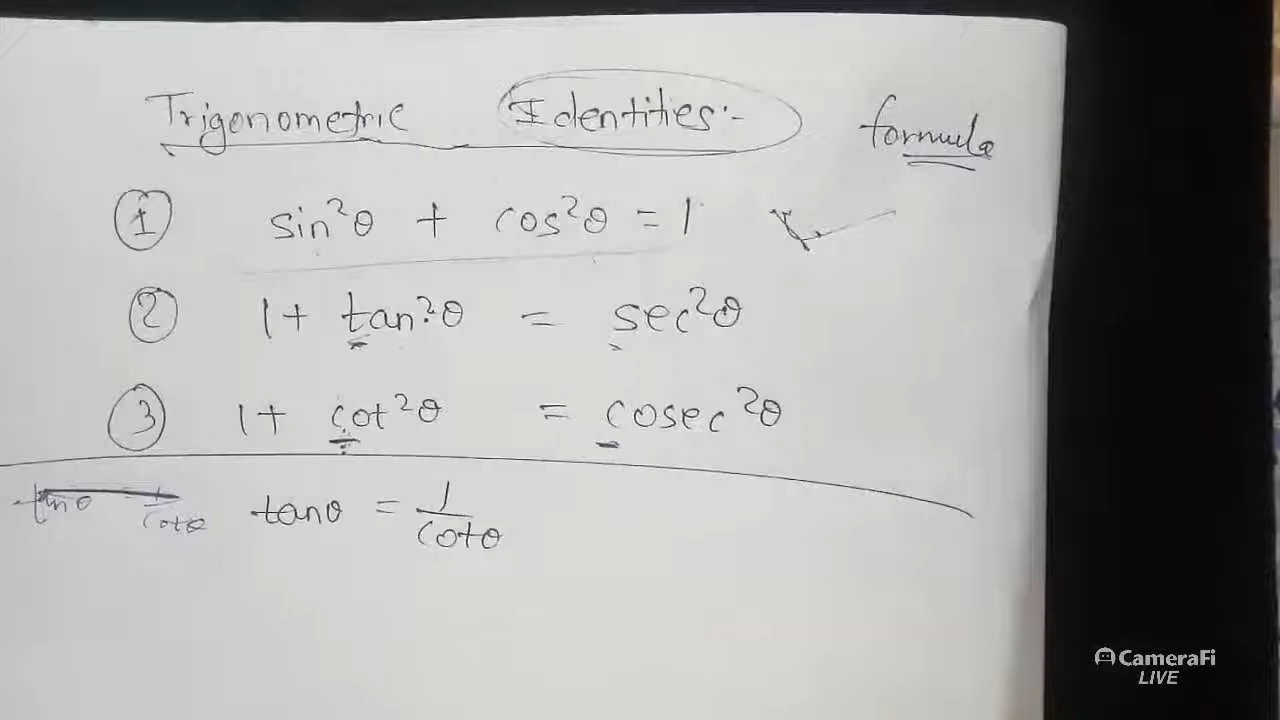 Trigonometric Identities:- formula
① sin²θ + cos²θ = 1
② 1 + tan²θ = sec²θ
③ 1 + cot²θ = cosec²θ
tanθ 1/cotθ tanθ = 1/cotθ
CameraFi
LIVE